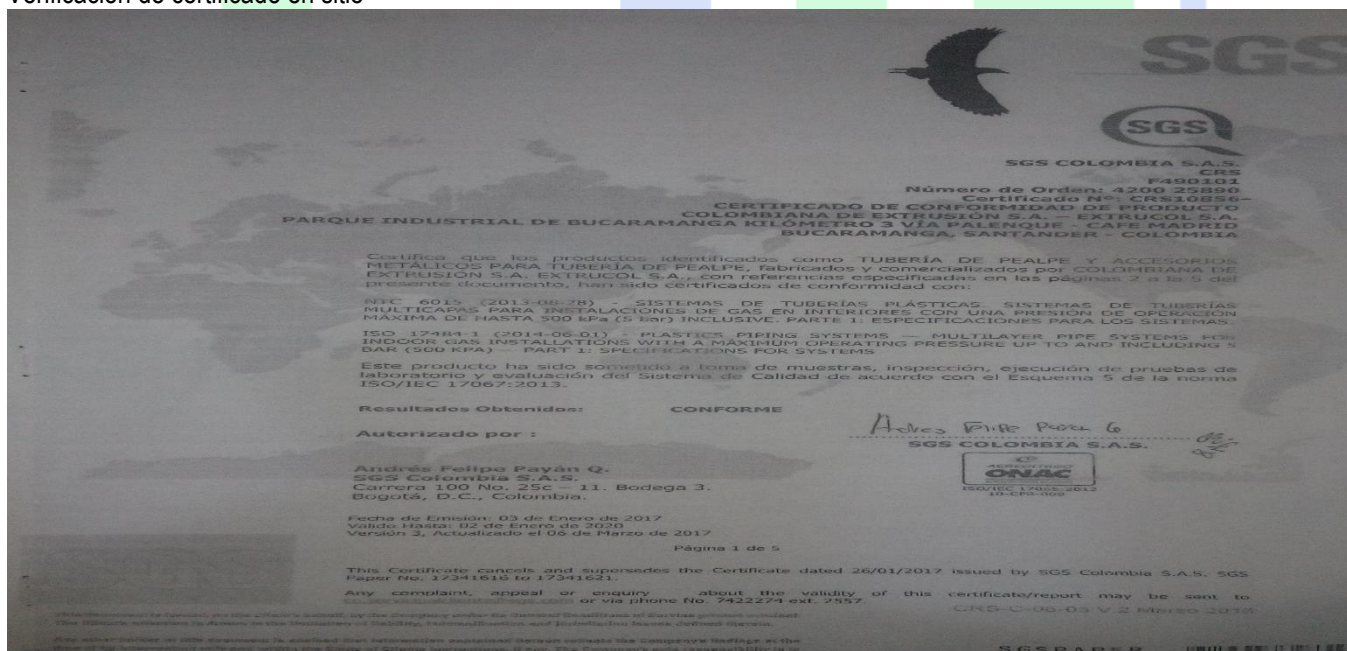 Verificación de certificado en sitio
SGS
SGS
SGS COLOMBIA S.A.S.
CRS
F490101
Número de Orden: 4200 25890
Certificado Nº: CRS10856-
CERTIFICADO DE CONFORMIDAD DE PRODUCTO
COLOMBIANA DE EXTRUSIÓN S.A. — EXTRUCOL S.A.
PARQUE INDUSTRIAL DE BUCARAMANGA KILÓMETRO 3 VÍA PALENQUE - CAFE MADRID
BUCARAMANGA, SANTANDER - COLOMBIA
Certifica que los productos identificados como TUBERÍA DE PEALPE Y ACCESORIOS
METÁLICOS PARA TUBERÍA DE PEALPE, fabricados y comercializados por COLOMBIANA DE
EXTRUSIÓN S.A. EXTRUCOL S.A., con referencias especificadas en las páginas 2 a la 5 del
presente documento, han sido certificados de conformidad con:
NTC 6015 (2013-08-28) - SISTEMAS DE TUBERÍAS PLÁSTICAS. SISTEMAS DE TUBERÍAS
MULTICAPAS PARA INSTALACIONES DE GAS EN INTERIORES CON UNA PRESIÓN DE OPERACIÓN
MÁXIMA DE HASTA 500 kPa (5 bar) INCLUSIVE. PARTE 1: ESPECIFICACIONES PARA LOS SISTEMAS.
ISO 17484-1 (2014-06-01) - PLASTICS PIPING SYSTEMS — MULTILAYER PIPE SYSTEMS FOR
INDOOR GAS INSTALLATIONS WITH A MAXIMUM OPERATING PRESSURE UP TO AND INCLUDING 5
BAR (500 KPA) — PART 1: SPECIFICATIONS FOR SYSTEMS
Este producto ha sido sometido a toma de muestras, inspección, ejecución de pruebas de
laboratorio y evaluación del Sistema de Calidad de acuerdo con el Esquema 5 de la norma
ISO/IEC 17067:2013.
Resultados Obtenidos: CONFORME
Autorizado por :
SGS COLOMBIA S.A.S.
ACREDITADO
ONAC
ISO/IEC 17065:2012
Andrés Felipe Payán Q.
SGS Colombia S.A.S.
Carrera 100 No. 25c — 11. Bodega 3.
Bogotá, D.C., Colombia.
Fecha de Emisión: 03 de Enero de 2017
Valido Hasta: 02 de Enero de 2020
Versión 3, Actualizado el 06 de Marzo de 2017
Página 1 de 5
This Certificate cancels and supersedes the Certificate dated 26/01/2017 issued by SGS Colombia S.A.S. SGS
Paper No. 17341616 to 17341621.
Any complaint, appeal or enquiry about the validity of this certificate/report may be sent to
or via phone No. 7422274 ext. 2557.
CRS-C-06-03 V 2 Marzo 2016
SGSPAPER